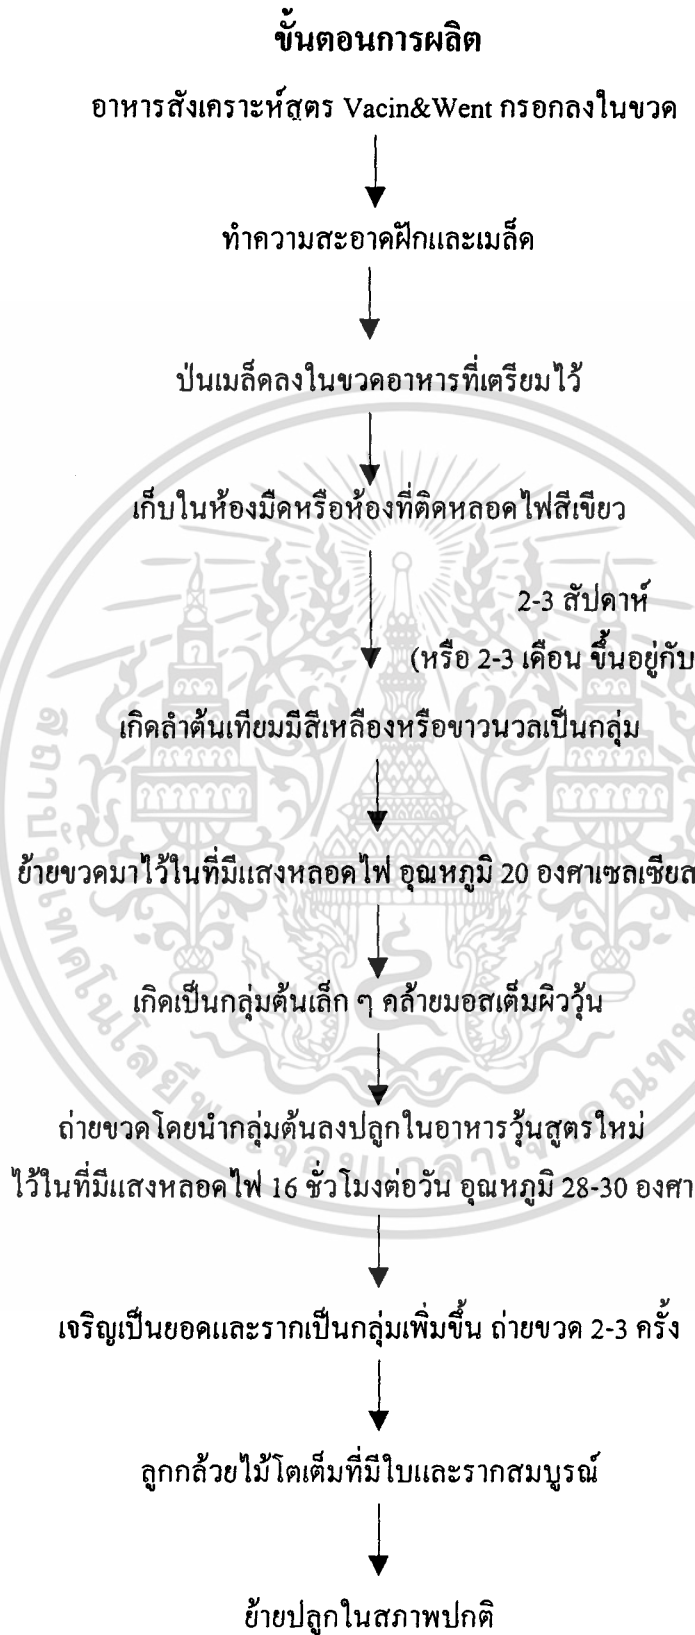 ขั้นตอนการผลิต
อาหารสังเคราะห์สูตร Vacin&Went กรอกลงในขวด
ทำความสะอาดฝักและเมล็ด
ป่นเมล็ดลงในขวดอาหารที่เตรียมไว้
เก็บในห้องมืดหรือห้องที่ติดหลอดไฟสีเขียว
2-3 สัปดาห์
(หรือ 2-3 เดือน ขึ้นอยู่กับ
เกิดลำต้นเทียมมีสีเหลืองหรือขาวนวลเป็นกลุ่ม
ย้ายขวดมาไว้ในที่มีแสงหลอดไฟ อุณหภูมิ 20 องศาเซลเซียส
เกิดเป็นกลุ่มต้นเล็ก ๆ คล้ายมอสเต็มผิววุ้น
ถ่ายขวดโดยนำกลุ่มต้นลงปลูกในอาหารวุ้นสูตรใหม่
ไว้ในที่มีแสงหลอดไฟ 16 ชั่วโมงต่อวัน อุณหภูมิ 28-30 องศา
เจริญเป็นยอดและรากเป็นกลุ่มเพิ่มขึ้น ถ่ายขวด 2-3 ครั้ง
ลูกกล้วยไม้โตเต็มที่มีใบและรากสมบูรณ์
ย้ายปลูกในสภาพปกติ